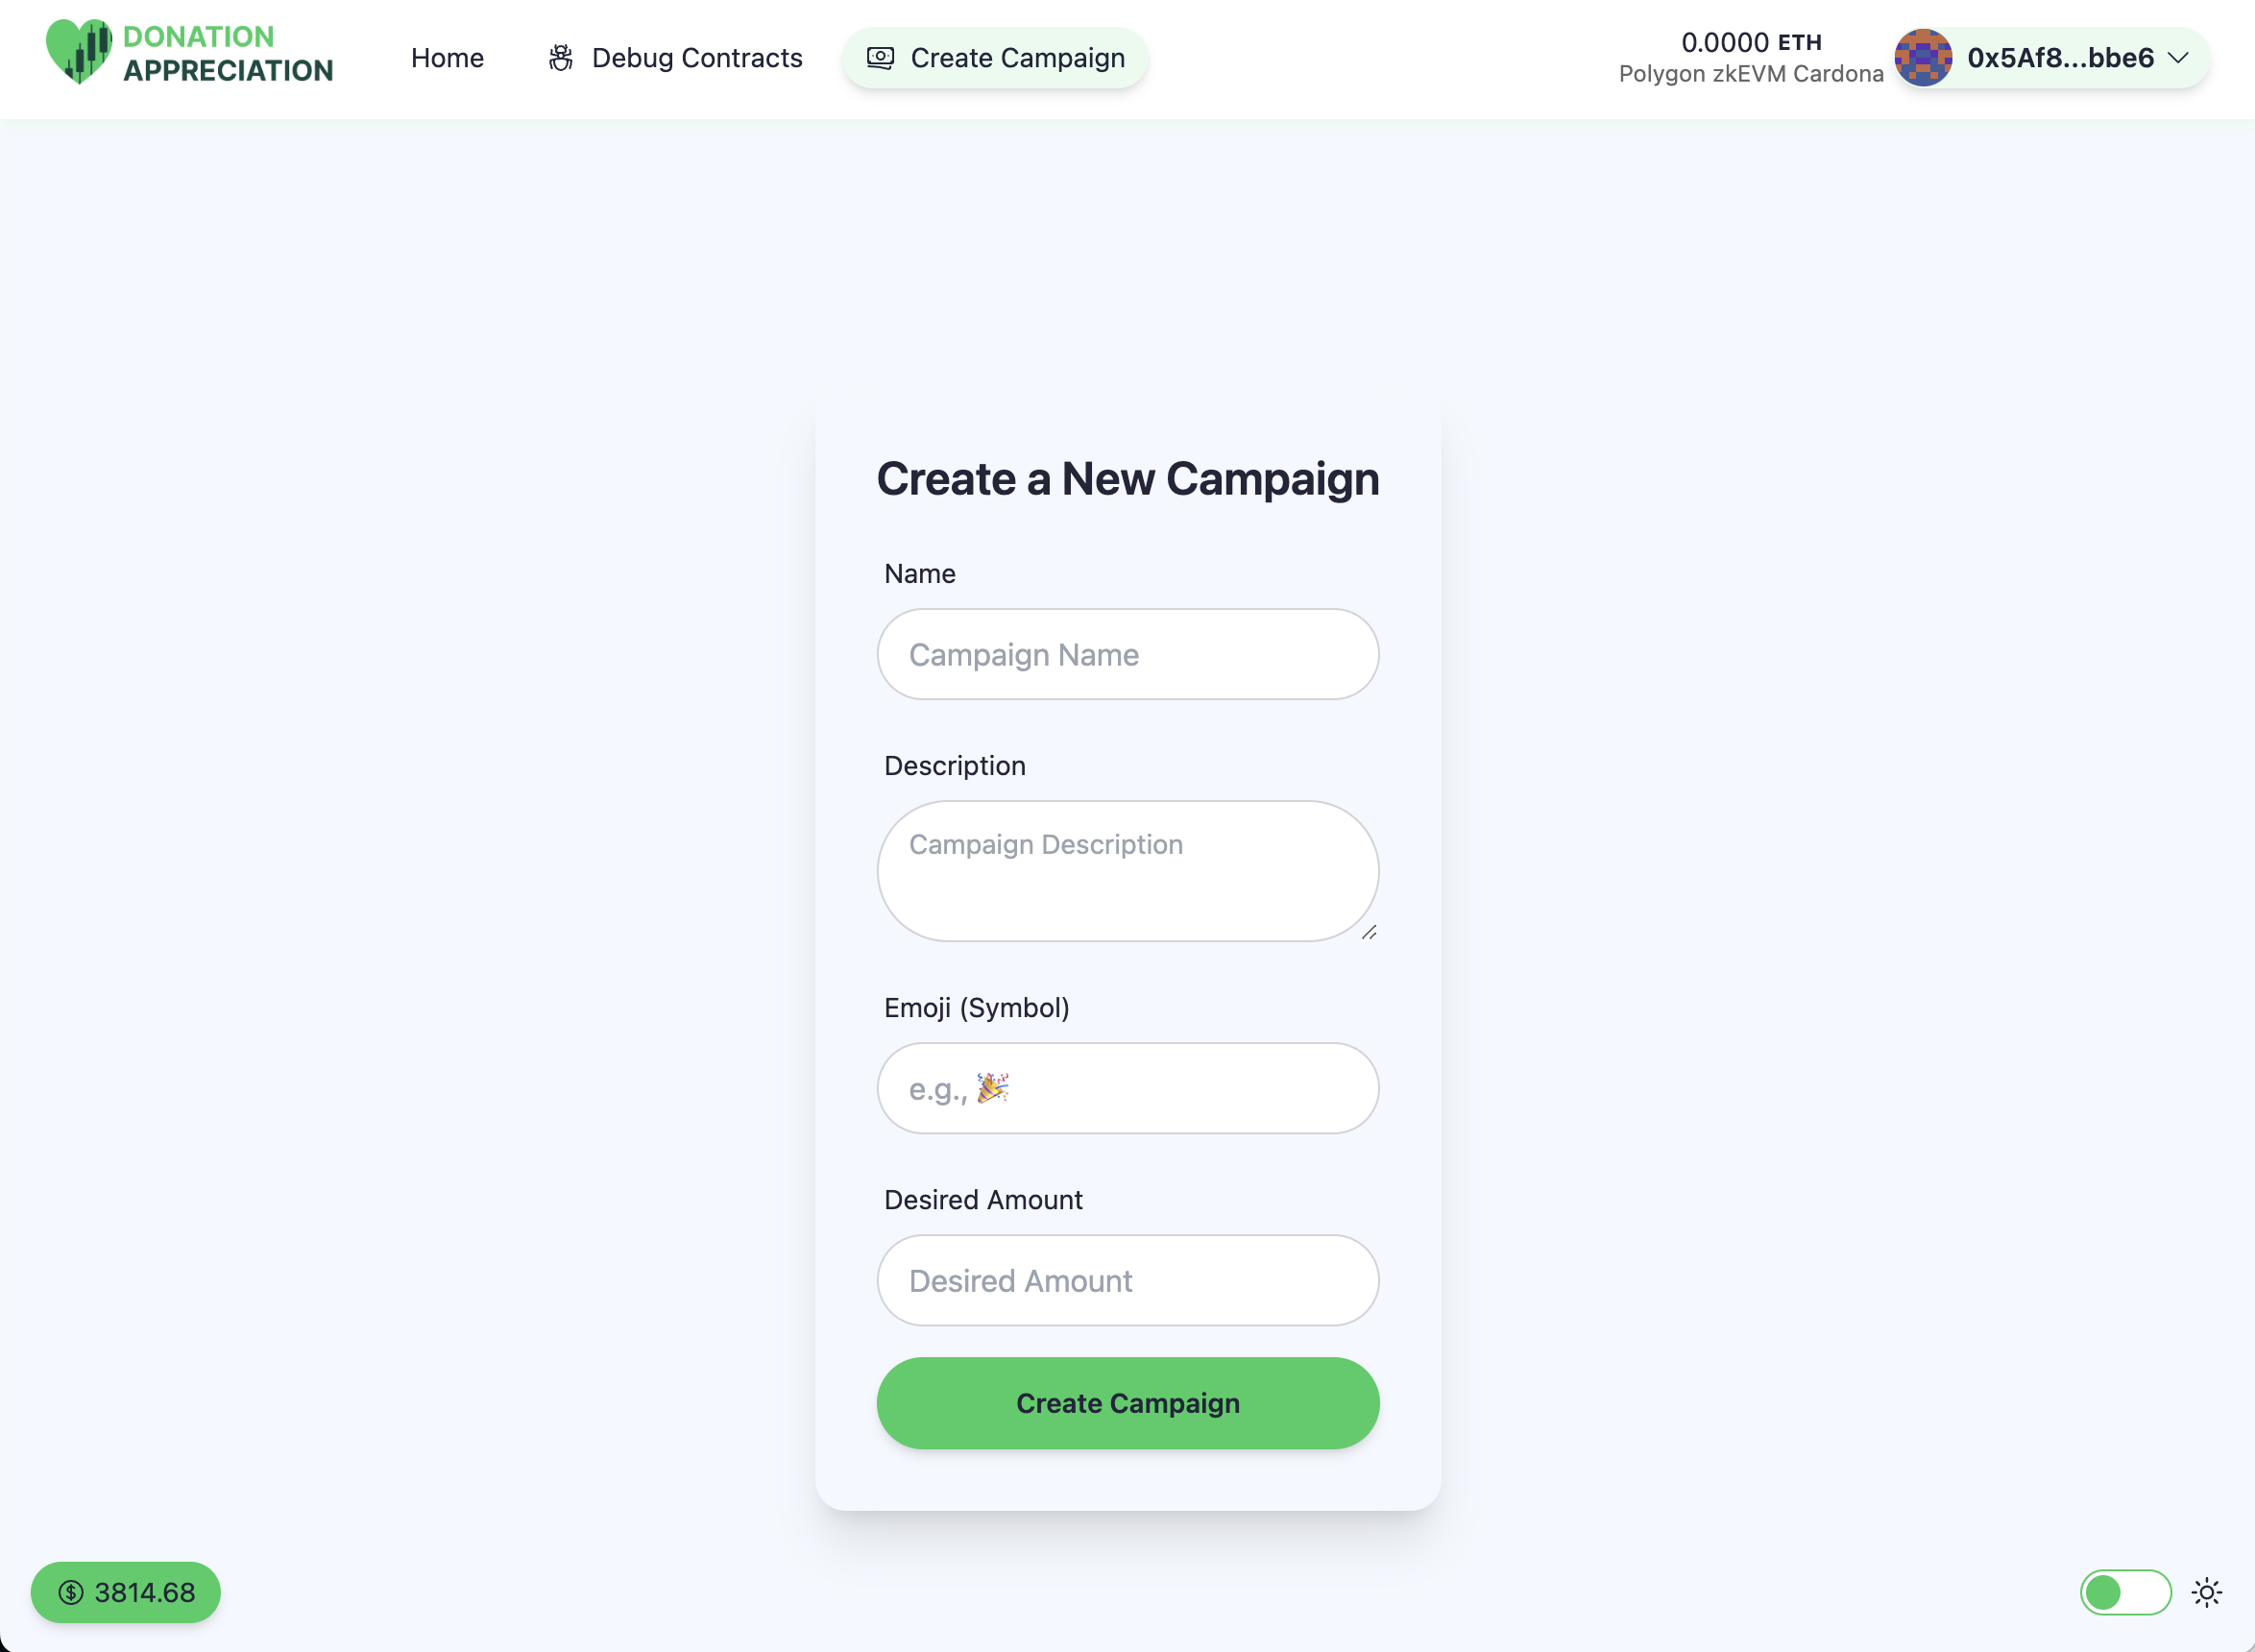 DONATION
APPRECIATION
Home
Debug Contracts
Create Campaign
0.0000 ETH
Polygon zkEVM Cardona
0x5Af8...bbe6
Create a New Campaign
Name
Campaign Name
Description
Campaign Description
Emoji (Symbol)
e.g., 🎉
Desired Amount
Desired Amount
Create Campaign
3814.68